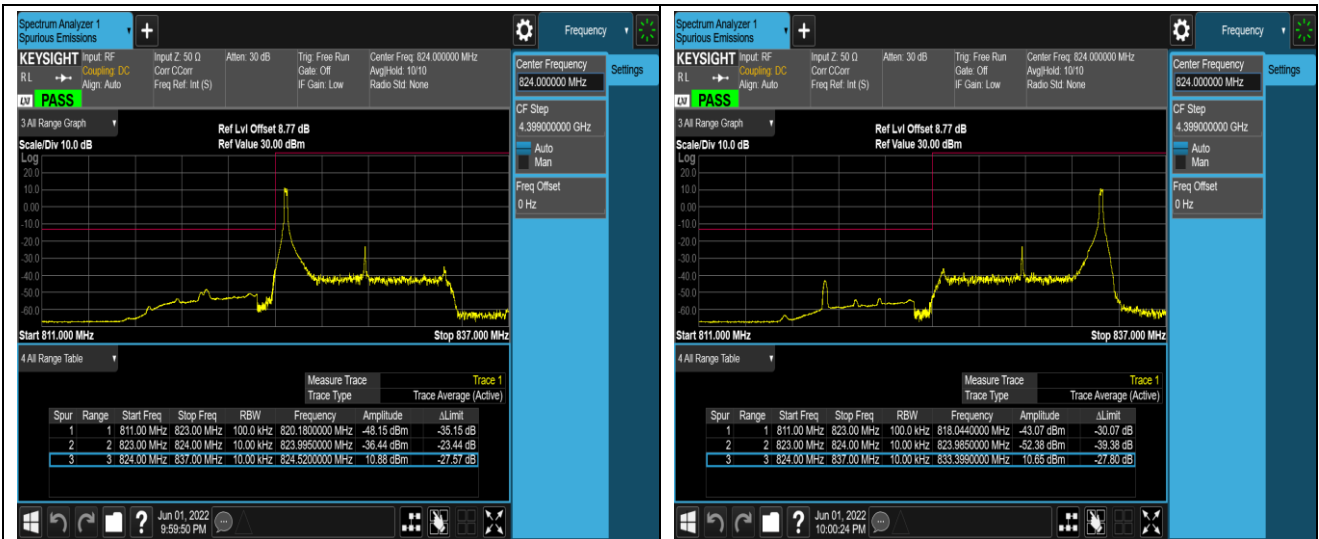 Spectrum Analyzer 1
Spurious Emissions
+
Frequency
KEYSIGHT
Input: RF
Coupling: DC
Align: Auto
Input Z: 50 Ω
Corr CCorr
Freq Ref: Int (S)
Atten: 30 dB
Trig: Free Run
Gate: Off
IF Gain: Low
Center Freq: 824.000000 MHz
Avg|Hold: 10/10
Radio Std: None
R L
LXI
PASS
Center Frequency
824.000000 MHz
Settings
CF Step
4.399000000 GHz
Auto
Man
Freq Offset
0 Hz
3 All Range Graph
Ref Lvl Offset 8.77 dB
Scale/Div 10.0 dB
Ref Value 30.00 dBm
Log
20.0
10.0
0.00
-10.0
-20.0
-30.0
-40.0
-50.0
-60.0
Start 811.000 MHz
Stop 837.000 MHz
4 All Range Table
Measure Trace Trace 1
Trace Type Trace Average (Active)
Spur Range Start Freq Stop Freq RBW Frequency Amplitude ΔLimit
1 1 811.00 MHz 823.00 MHz 100.0 kHz 820.1800000 MHz -48.15 dBm -35.15 dB
2 2 823.00 MHz 824.00 MHz 10.00 kHz 823.9950000 MHz -36.44 dBm -23.44 dB
3 3 824.00 MHz 837.00 MHz 10.00 kHz 824.5200000 MHz 10.88 dBm -27.57 dB
?
Jun 01, 2022
9:59:50 PM
Spectrum Analyzer 1
Spurious Emissions
+
Frequency
KEYSIGHT
Input: RF
Coupling: DC
Align: Auto
Input Z: 50 Ω
Corr CCorr
Freq Ref: Int (S)
Atten: 30 dB
Trig: Free Run
Gate: Off
IF Gain: Low
Center Freq: 824.000000 MHz
Avg|Hold: 10/10
Radio Std: None
R L
LXI
PASS
Center Frequency
824.000000 MHz
Settings
CF Step
4.399000000 GHz
Auto
Man
Freq Offset
0 Hz
3 All Range Graph
Ref Lvl Offset 8.77 dB
Scale/Div 10.0 dB
Ref Value 30.00 dBm
Log
20.0
10.0
0.00
-10.0
-20.0
-30.0
-40.0
-50.0
-60.0
Start 811.000 MHz
Stop 837.000 MHz
4 All Range Table
Measure Trace Trace 1
Trace Type Trace Average (Active)
Spur Range Start Freq Stop Freq RBW Frequency Amplitude ΔLimit
1 1 811.00 MHz 823.00 MHz 100.0 kHz 818.0440000 MHz -43.07 dBm -30.07 dB
2 2 823.00 MHz 824.00 MHz 10.00 kHz 823.9850000 MHz -52.38 dBm -39.38 dB
3 3 824.00 MHz 837.00 MHz 10.00 kHz 833.3990000 MHz 10.65 dBm -27.80 dB
?
Jun 01, 2022
10:00:24 PM